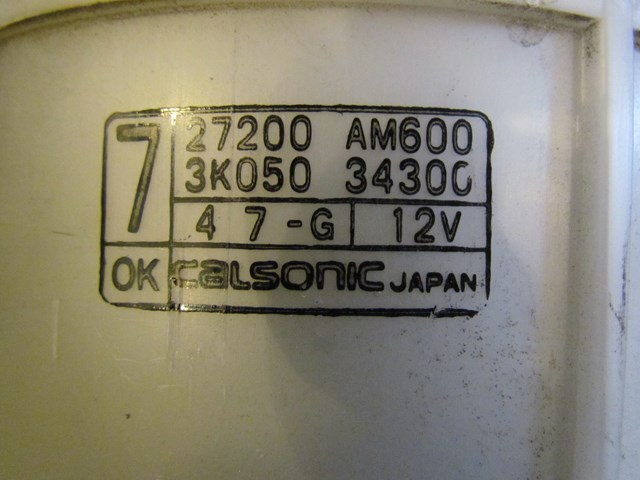 7
27200 AM600
3K050 34300
4 7-G 12V
OK CALSONIC JAPAN